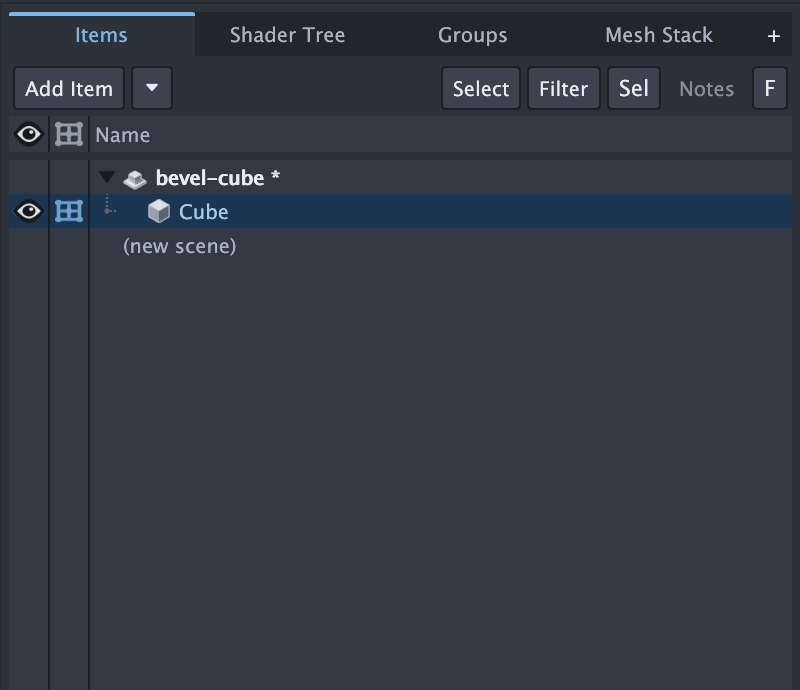 Items Shader Tree Groups Mesh Stack +
Add Item Select Filter Sel Notes F
Name
bevel-cube *
Cube
(new scene)